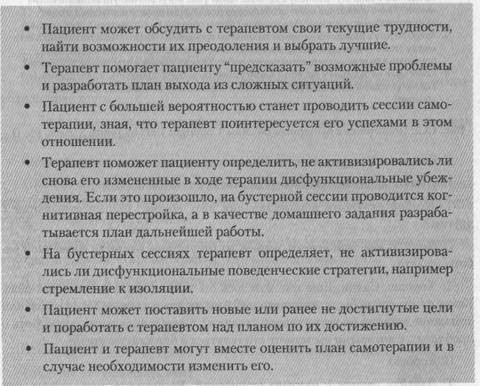 • Пациент может обсудить с терапевтом свои текущие трудности,
найти возможности их преодоления и выбрать лучшие.
• Терапевт помогает пациенту “предсказать” возможные проблемы
и разработать план выхода из сложных ситуаций.
• Пациент с большей вероятностью станет проводить сессии само-
терапии, зная, что терапевт поинтересуется его успехами в этом
отношении.
• Терапевт поможет пациенту определить, не активизировались ли
снова его измененные в ходе терапии дисфункциональные убеж-
дения. Если это произошло, на бустерной сессии проводится ког-
нитивная перестройка, а в качестве домашнего задания разраба-
тывается план дальнейшей работы.
• На бустерных сессиях терапевт определяет, не активизирова-
лись ли дисфункциональные поведенческие стратегии, например
стремление к изоляции.
• Пациент может поставить новые или ранее не достигнутые цели
и поработать с терапевтом над планом по их достижению.
• Пациент и терапевт могут вместе оценить план самотерапии и в
случае необходимости изменить его.